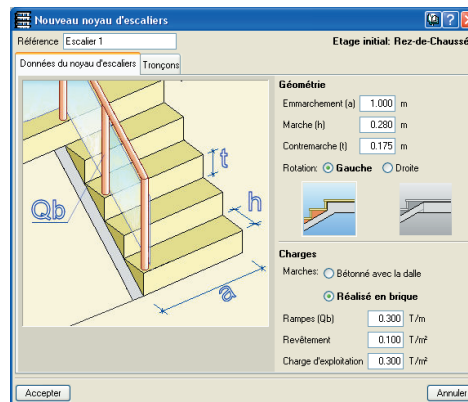 Nouveau noyau d'escaliers
Référence Escalier 1 Etage initial: Rez-de-Chaussé
Données du noyau d'escaliers Tronçons
Géométrie
Emmarchement (a) 1.000 m
Marche (h) 0.280 m
Contremarche (t) 0.175 m
Rotation: Gauche Droite
Qb
t
h
a
Charges
Marches: Bétonné avec la dalle
Réalisé en brique
Rampes (Qb) 0.300 T/m
Revêtement 0.100 T/m²
Charge d'exploitation 0.300 T/m²
Accepter Annuler